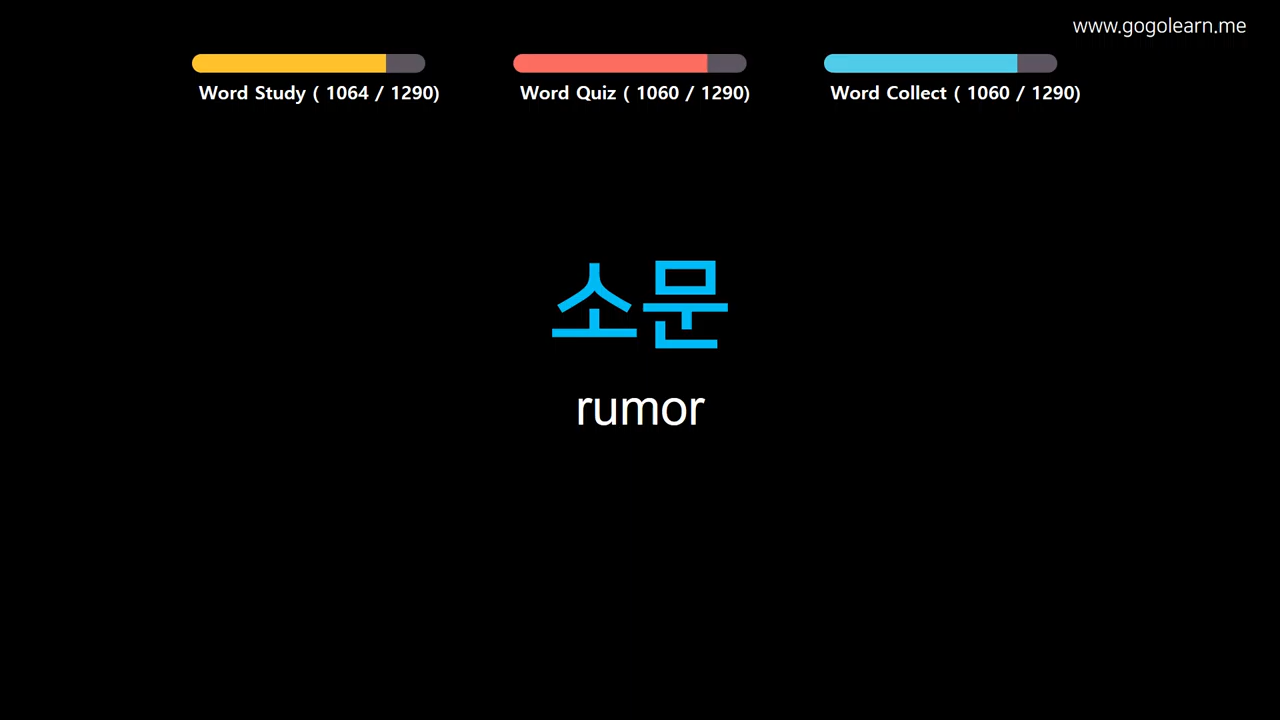 www.gogolearn.me
Word Study ( 1064 / 1290)
Word Quiz ( 1060 / 1290)
Word Collect ( 1060 / 1290)
소문
rumor